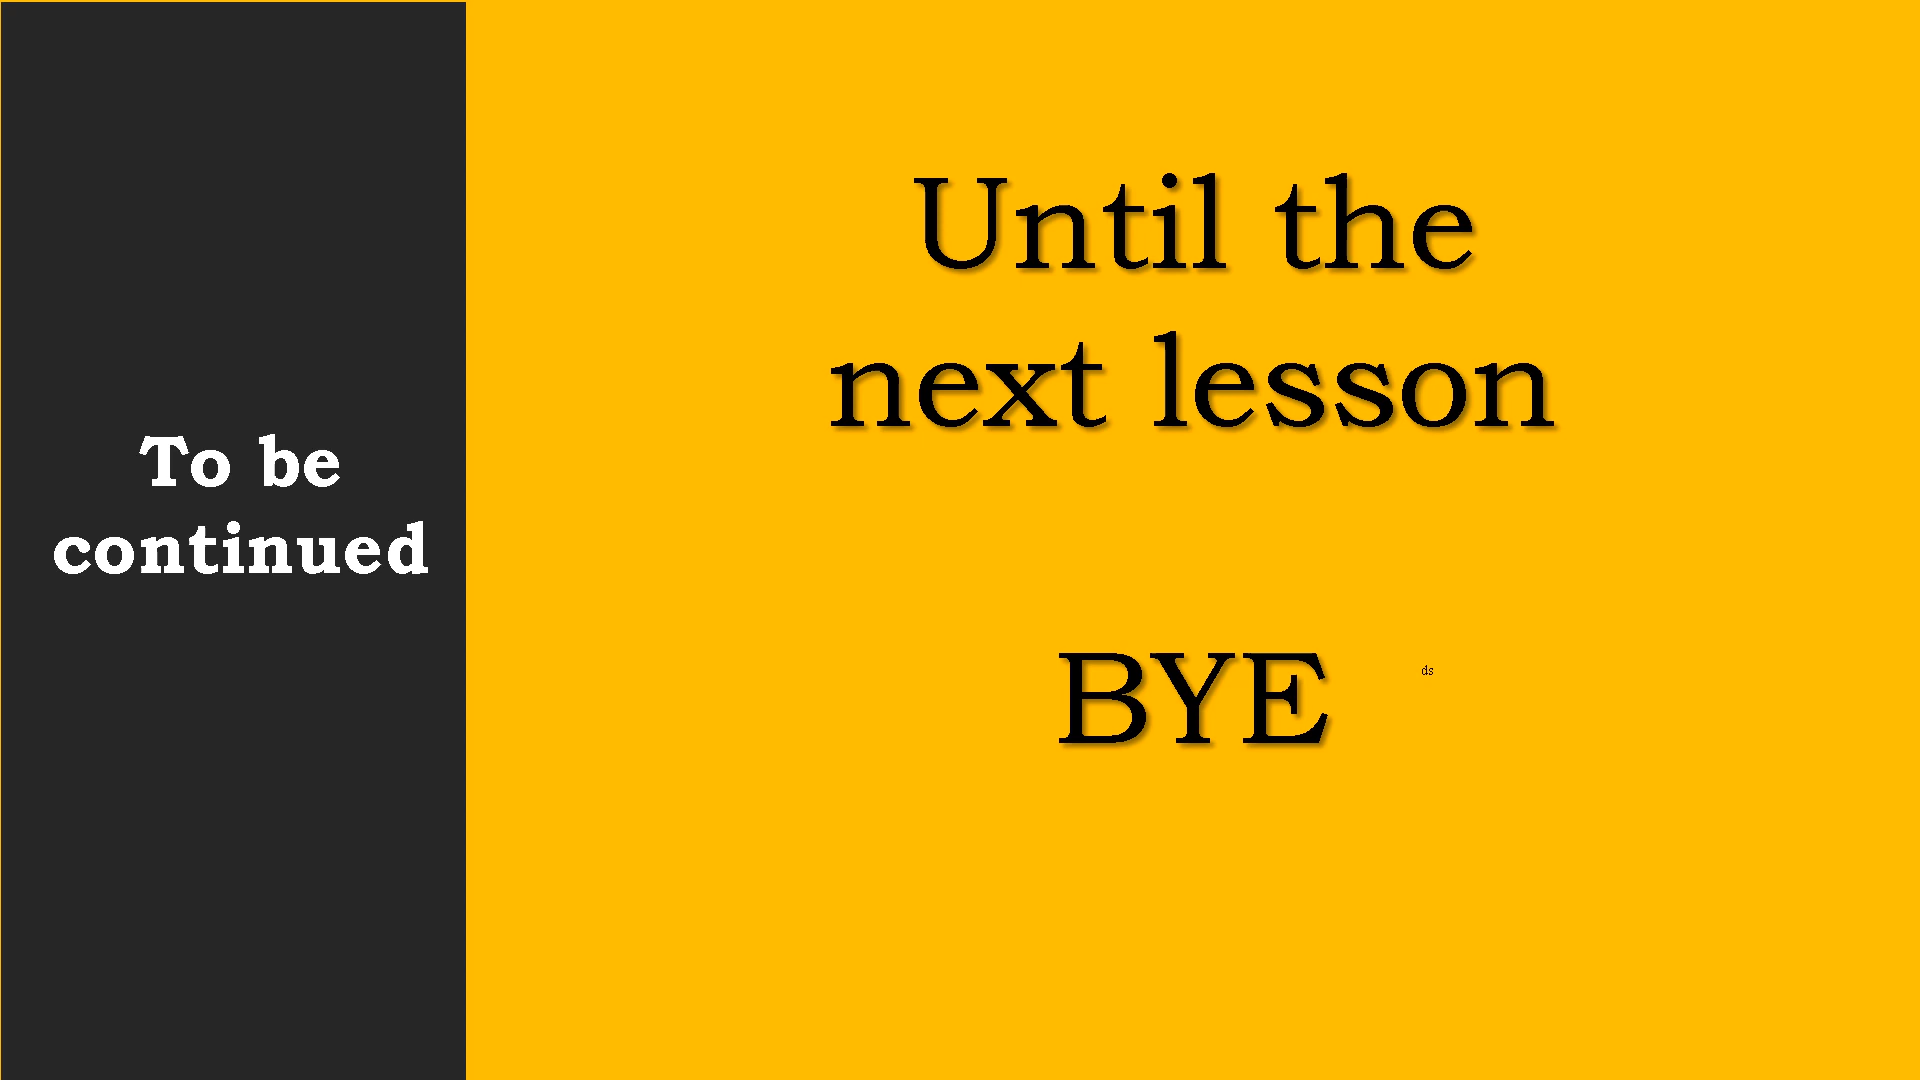 To be
continued
Until the
next lesson
BYE
ds